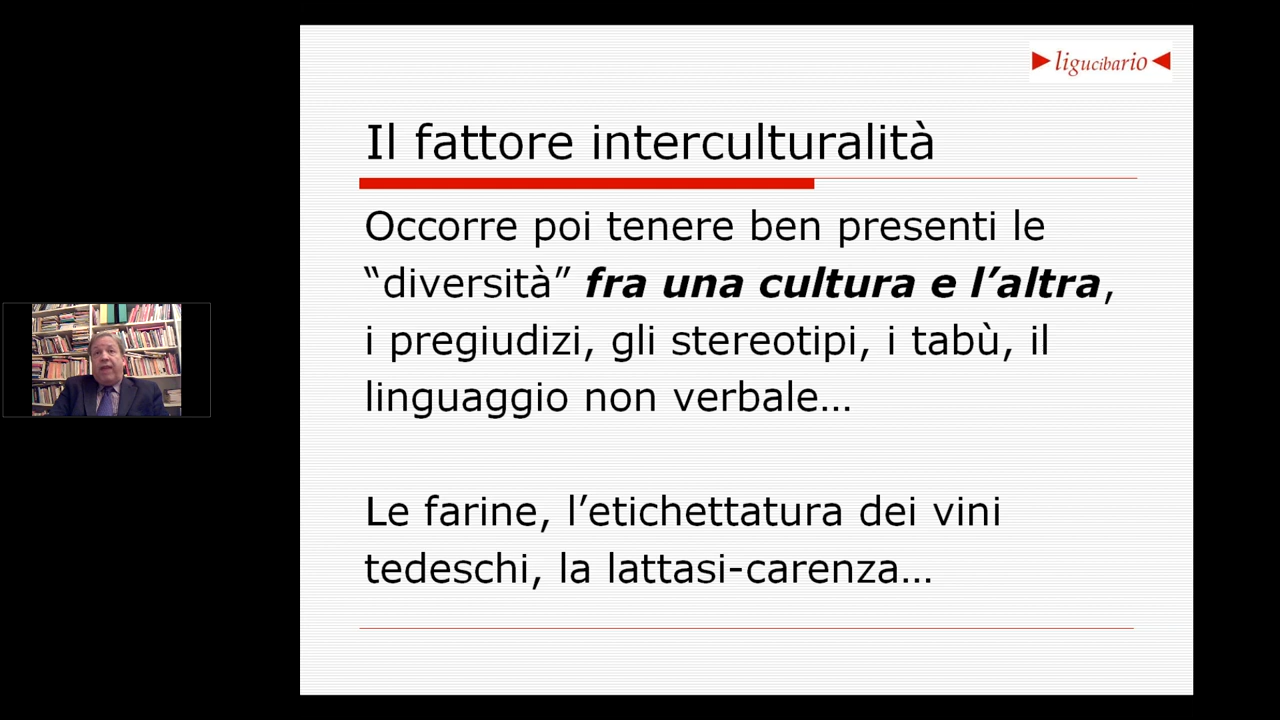 ligucibario
Il fattore interculturalità
Occorre poi tenere ben presenti le
“diversità” fra una cultura e l’altra,
i pregiudizi, gli stereotipi, i tabù, il
linguaggio non verbale…
Le farine, l’etichettatura dei vini
tedeschi, la lattasi-carenza…